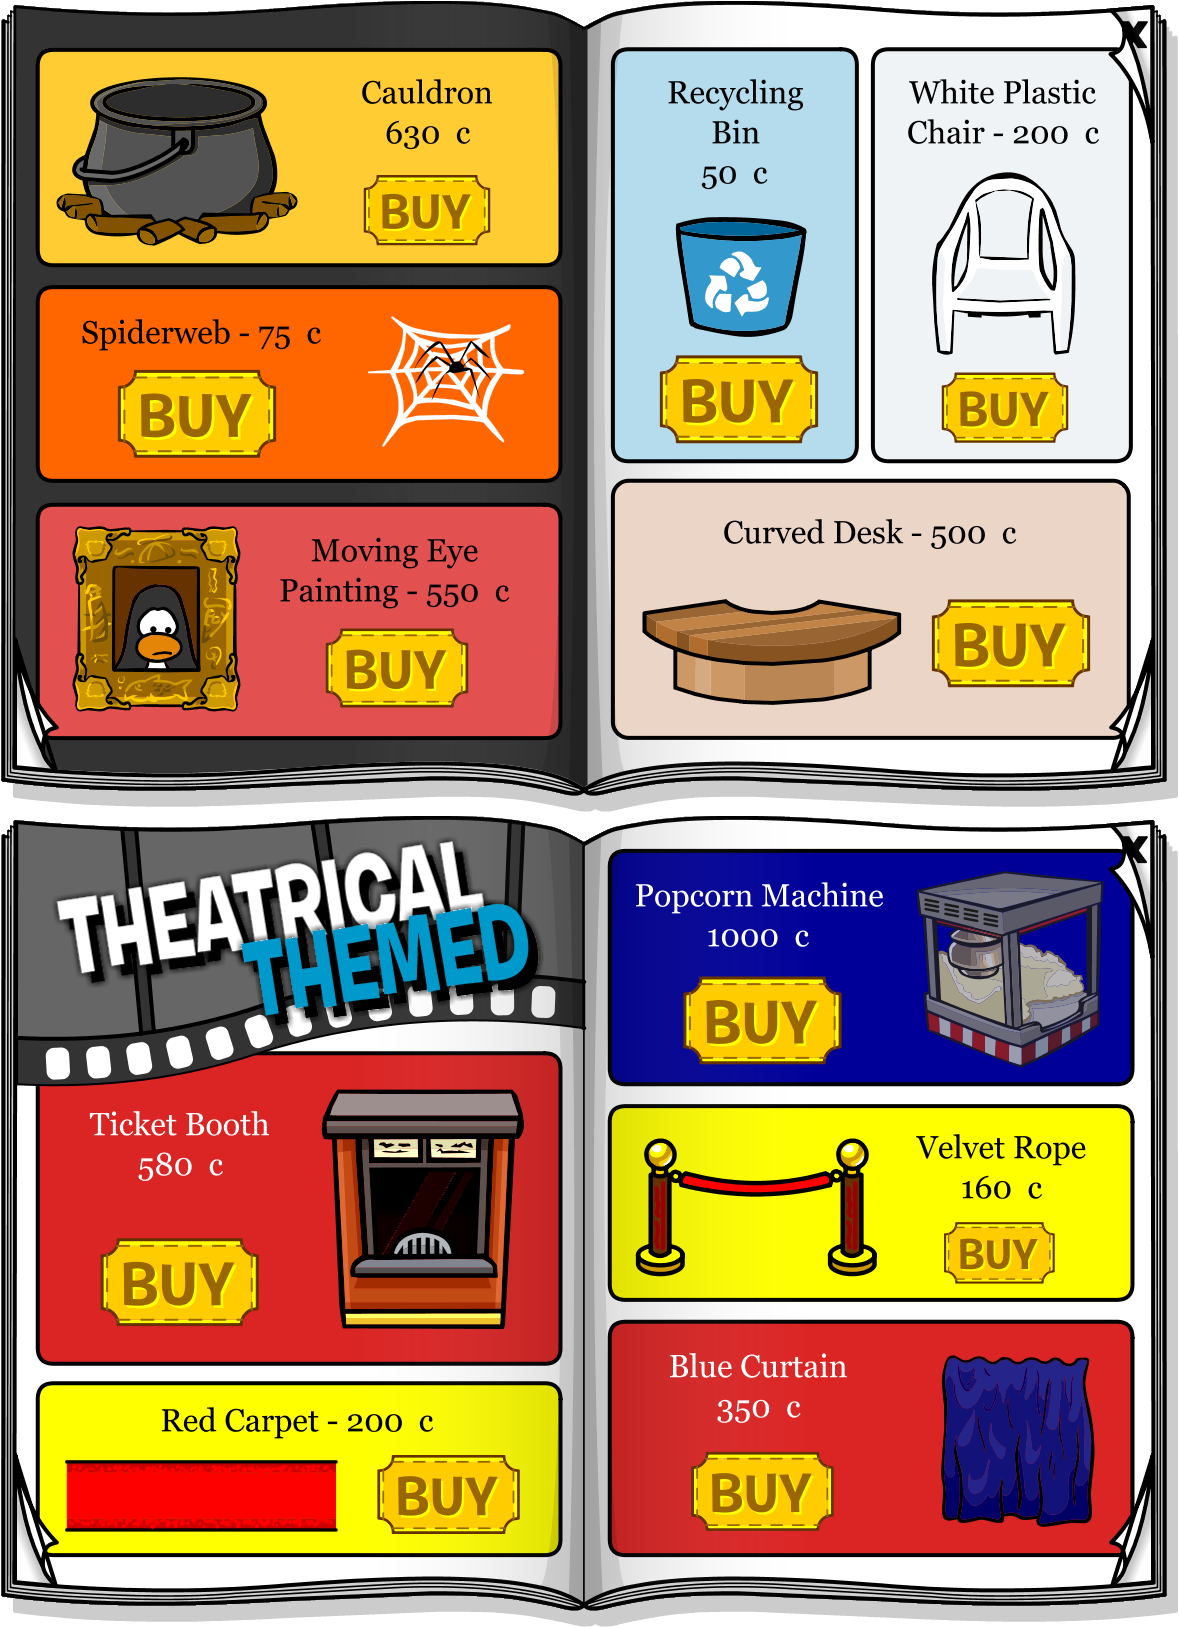 Cauldron
630 c
BUY
Spiderweb - 75 c
BUY
Moving Eye
Painting - 550 c
BUY
Recycling
Bin
50 c
BUY
White Plastic
Chair - 200 c
BUY
Curved Desk - 500 c
BUY
X
THEATRICAL
THEMED
Ticket Booth
580 c
BUY
Red Carpet - 200 c
BUY
Popcorn Machine
1000 c
BUY
Velvet Rope
160 c
BUY
Blue Curtain
350 c
BUY
X